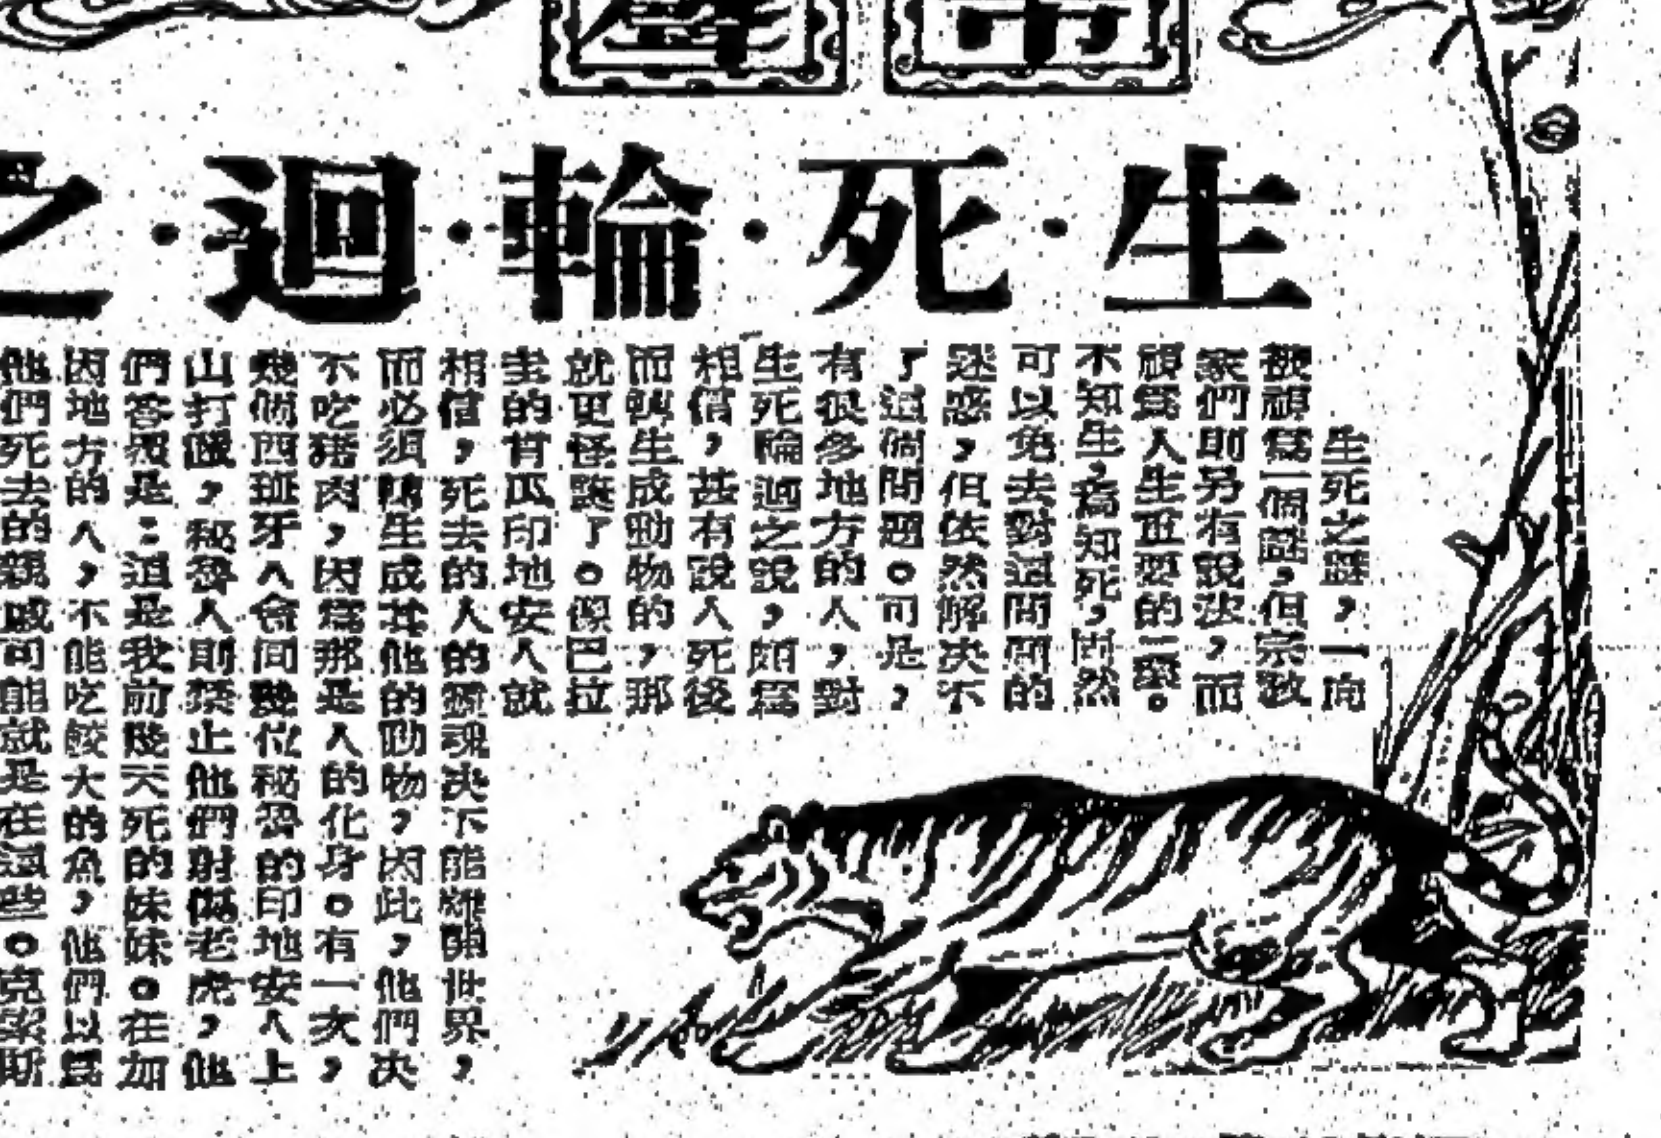 生·死·輪·迴·之
生死之謎，一向
被視爲一個謎，但宗教
家們則另有說法，而
視爲人生重要的一環。
不知生，焉知死，固然
可以免去對這問題的
迷惑，但依然解決不
了這個問題。可是，
有很多地方的人，對
生死輪迴之說，頗爲
相信，甚有說人死後
而轉生成動物的，那
就更怪誕了。像巴拉
圭的肯瓜印地安人就
相信，死去的人的靈魂決不能離開世界，
而必須轉生成其他的動物，因此，他們決
不吃猪肉，因爲那是人的化身。有一次，
幾個西班牙人會問幾位秘魯的印地安人上
山打獵，秘魯人則禁止他們射傷老虎，他
們答覆是：這是我前幾天死的妹妹。在加
因地方的人，不能吃較大的魚，他們以爲
他們死去的親戚可能就是在這些。克索斯